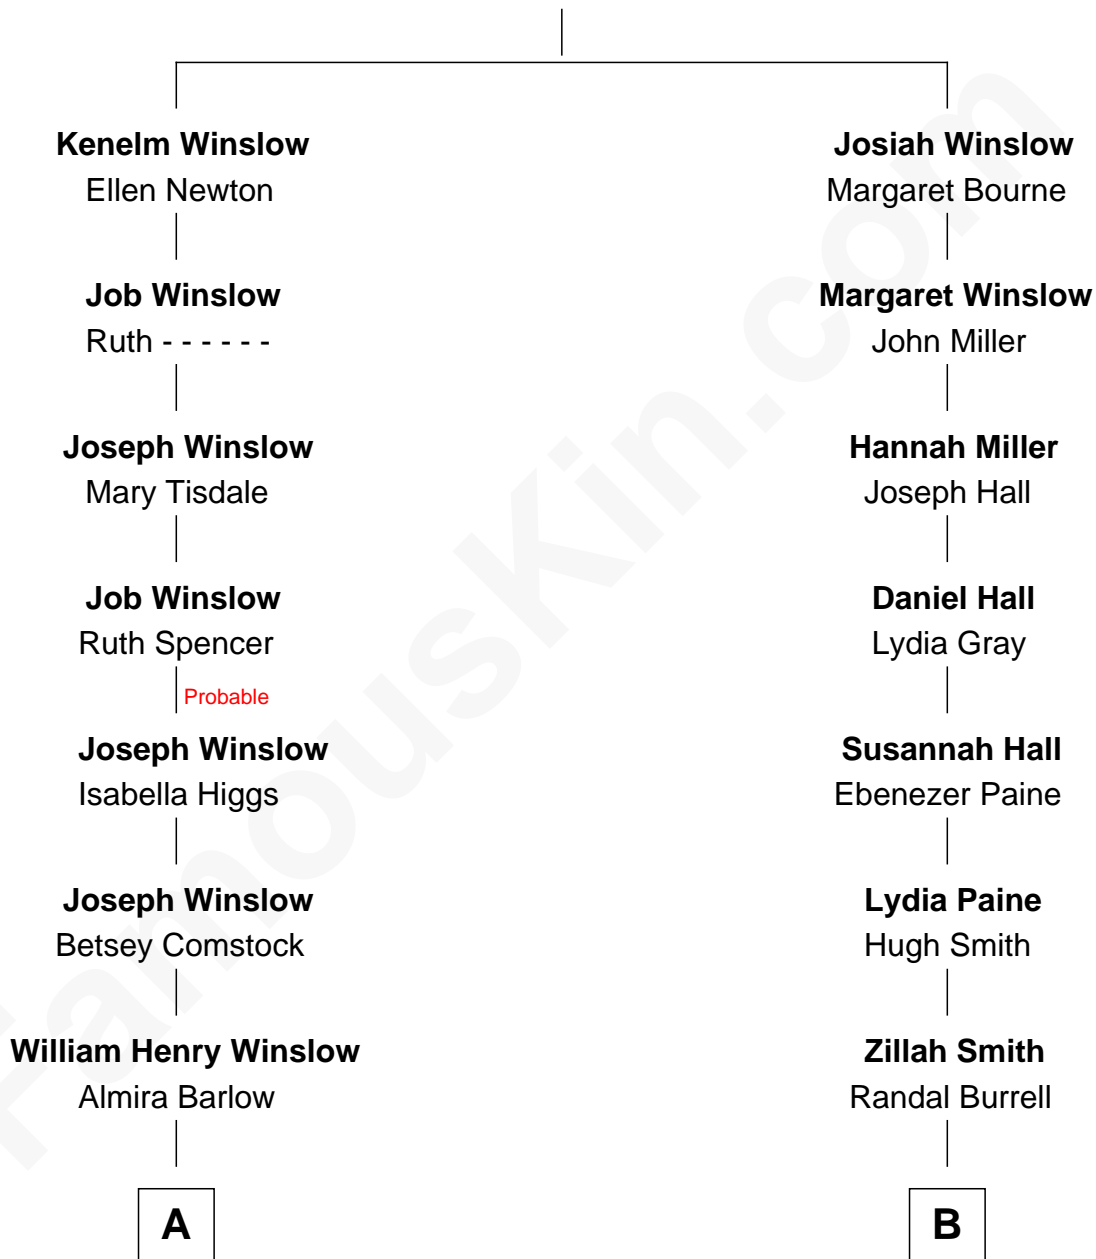 Kenelm Winslow
Ellen Newton
Josiah Winslow
Margaret Bourne
Job Winslow
Ruth - - - - - -
Margaret Winslow
John Miller
Joseph Winslow
Mary Tisdale
Hannah Miller
Joseph Hall
Job Winslow
Ruth Spencer
Daniel Hall
Lydia Gray
Probable
Joseph Winslow
Isabella Higgs
Susannah Hall
Ebenezer Paine
Joseph Winslow
Betsey Comstock
Lydia Paine
Hugh Smith
William Henry Winslow
Almira Barlow
Zillah Smith
Randal Burrell
A
B
FamousKin.com